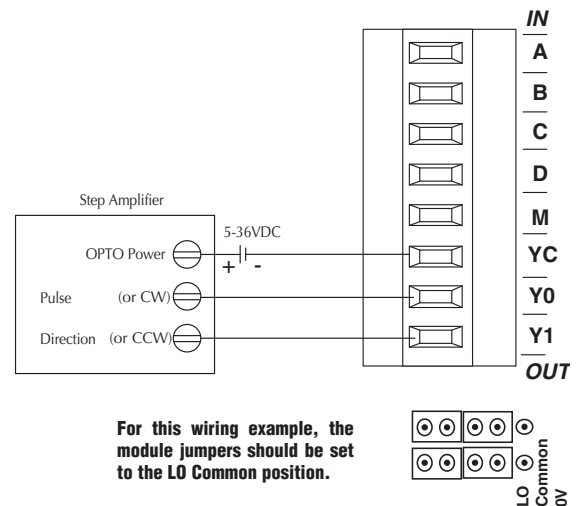 IN
A
B
C
D
M
YC
Y0
Y1
OUT
Step Amplifier
5-36VDC
OPTO Power
+ -
Pulse (or CW)
Direction (or CCW)
For this wiring example, the
module jumpers should be set
to the LO Common position.
LO
Common
0V